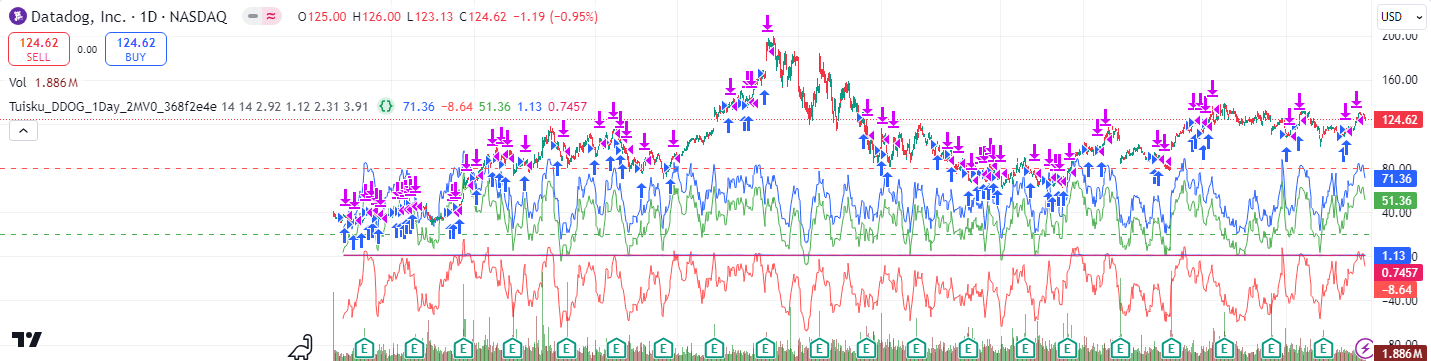 Datadog, Inc. · 1D · NASDAQ O125.00 H126.00 L123.13 C124.62 −1.19 (−0.95%)
USD
124.62 SELL 0.00 124.62 BUY
Vol 1.886M
Tuisku_DDOG_1Day_2MV0_368f2e4e 14 14 2.92 1.12 2.31 3.91 {} 71.36 −8.64 51.36 1.13 0.7457
200.00
160.00
124.62
80.00
71.36
51.36
40.00
1.13
0.7457
−8.64
−40.00
1.886M
E E E E E E E E E E E E E E E E E E E E